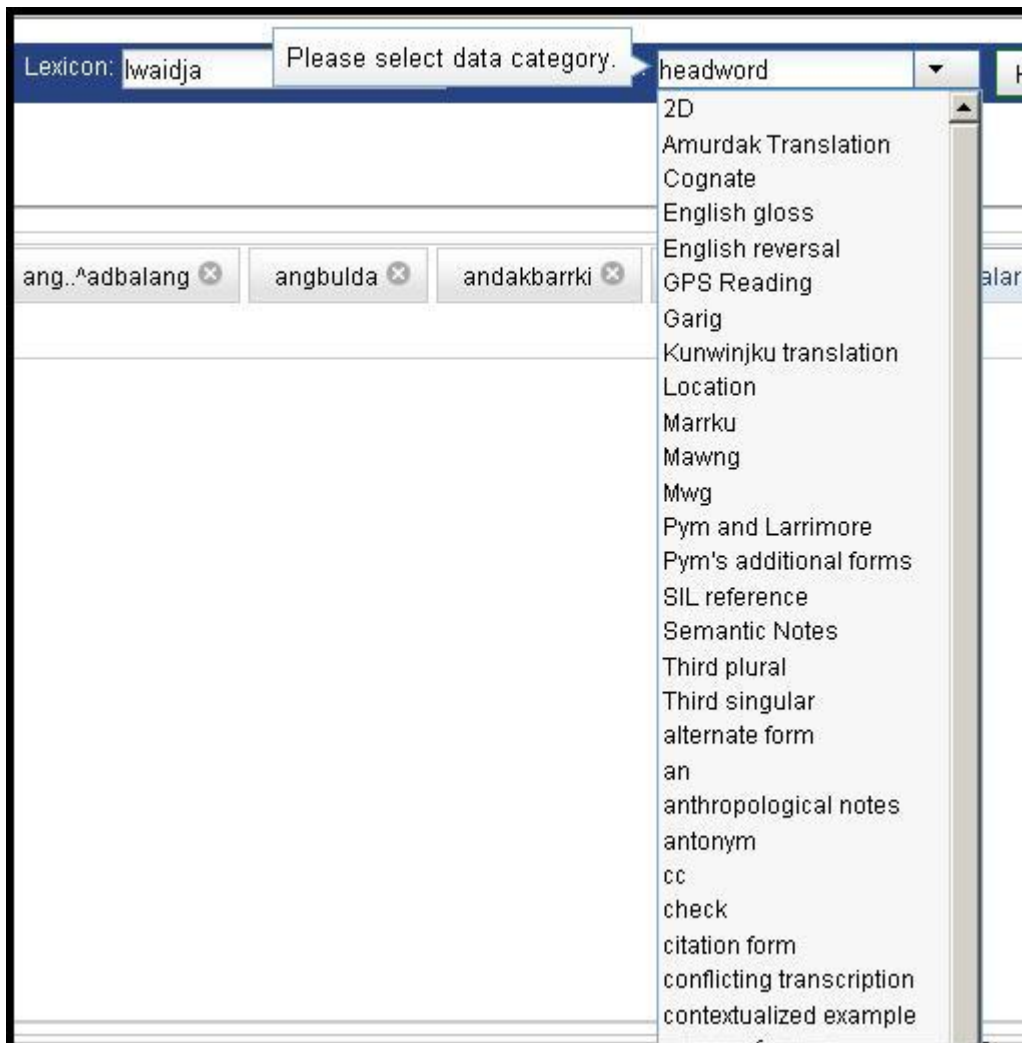 Lexicon: Iwaidja Please select data category. headword
2D
Amurdak Translation
Cognate
English gloss
English reversal
ang..^adbalang angbulda andakbarrki
GPS Reading
Garig
Kunwinjku translation
Location
Marrku
Mawng
Mwg
Pym and Larrimore
Pym's additional forms
SIL reference
Semantic Notes
Third plural
Third singular
alternate form
an
anthropological notes
antonym
cc
check
citation form
conflicting transcription
contextualized example